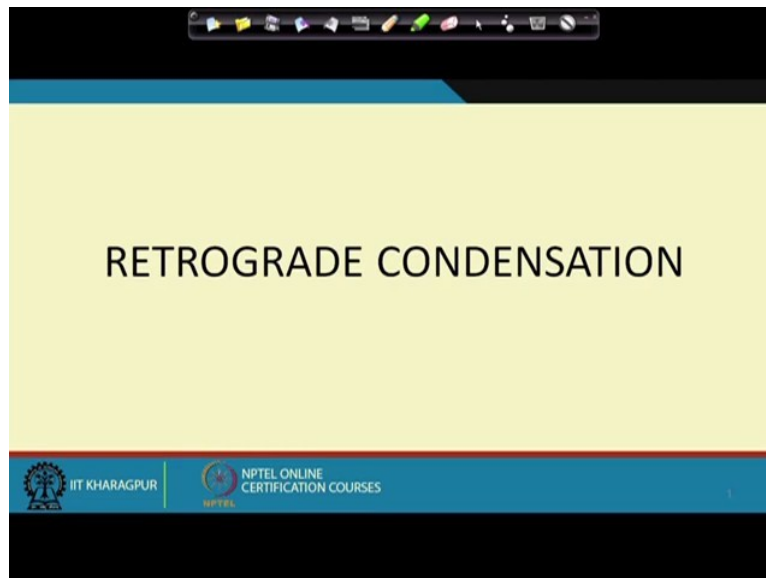 RETROGRADE CONDENSATION
IIT KHARAGPUR
NPTEL ONLINE
CERTIFICATION COURSES
NPTEL
1